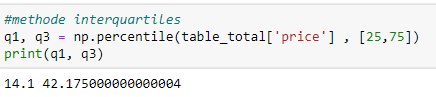 #methode interquartiles
q1, q3 = np.percentile(table_total['price'] , [25,75])
print(q1, q3)
14.1 42.175000000000004